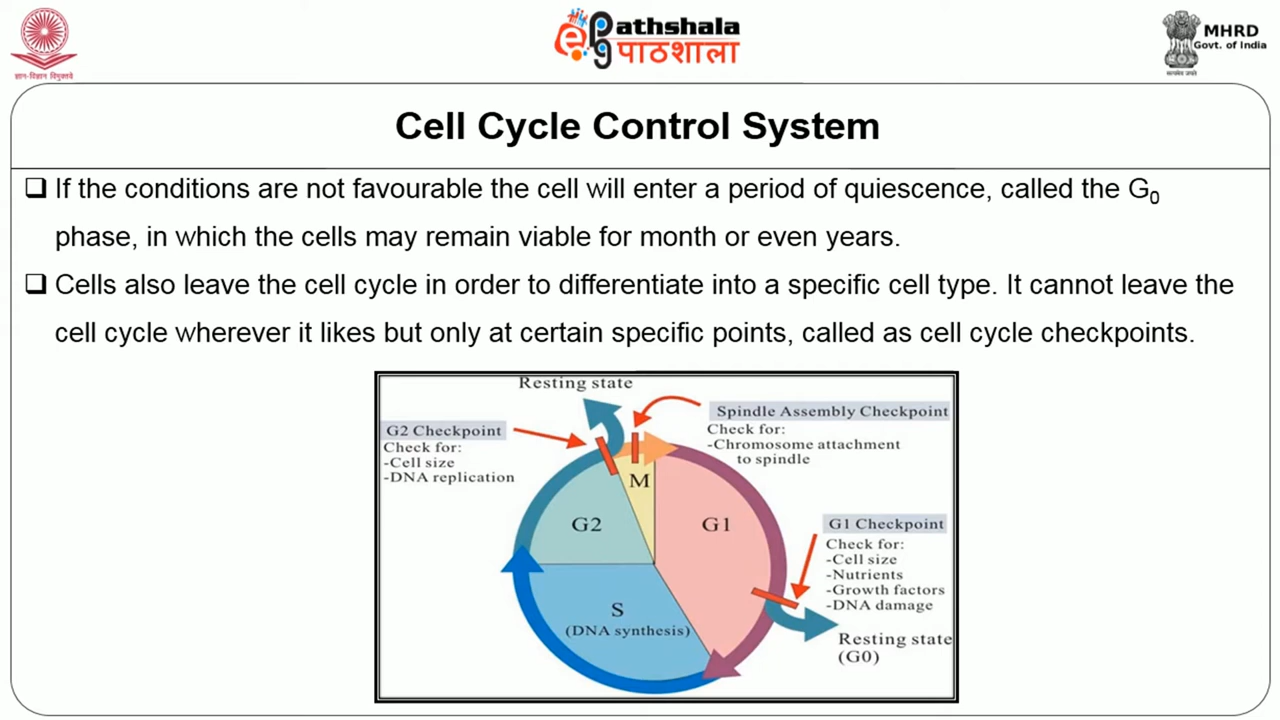 ज्ञान-विज्ञान विमुक्तये
ePathshala
पाठशाला
सत्यमेव जयते
MHRD
Govt. of India
Cell Cycle Control System
If the conditions are not favourable the cell will enter a period of quiescence, called the G₀
phase, in which the cells may remain viable for month or even years.
Cells also leave the cell cycle in order to differentiate into a specific cell type. It cannot leave the
cell cycle wherever it likes but only at certain specific points, called as cell cycle checkpoints.
Resting state
G2 Checkpoint
Check for:
-Cell size
-DNA replication
Spindle Assembly Checkpoint
Check for:
-Chromosome attachment
to spindle
M
G2
G1
S
(DNA synthesis)
G1 Checkpoint
Check for:
-Cell size
-Nutrients
-Growth factors
-DNA damage
Resting state
(G0)